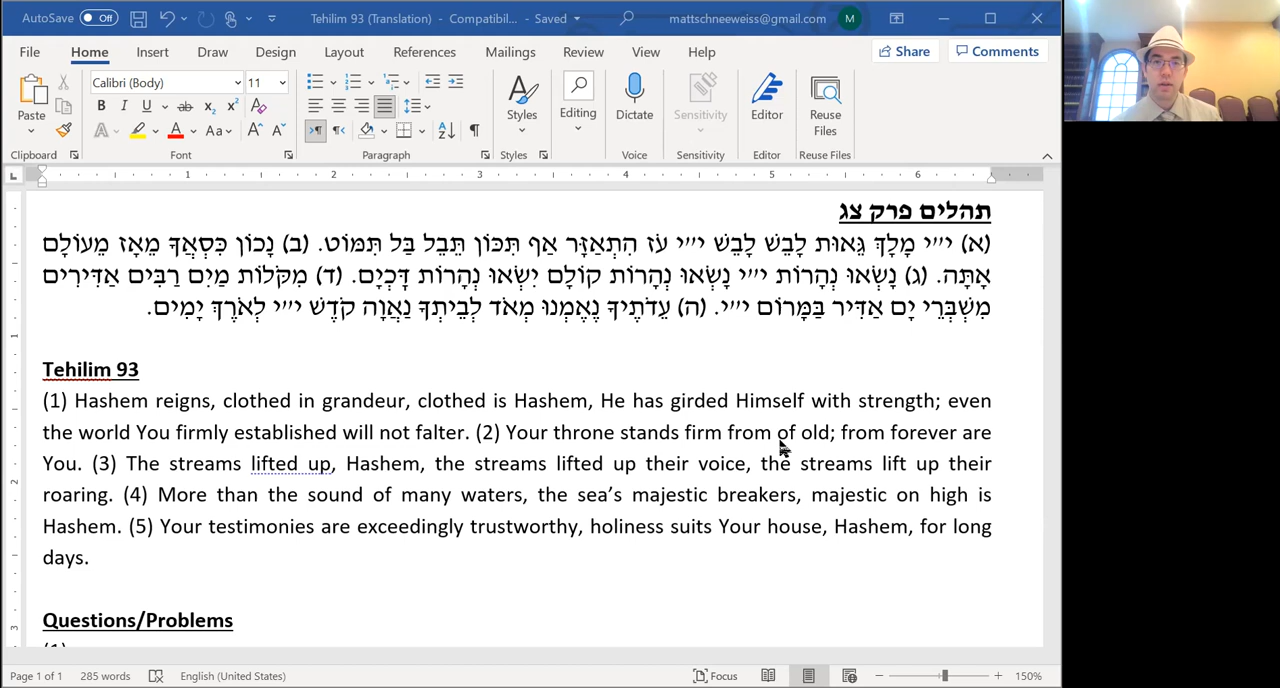 AutoSave Off Tehilim 93 (Translation) - Compatibil... - Saved mattschneeweiss@gmail.com M
File Home Insert Draw Design Layout References Mailings Review View Help Share Comments
Calibri (Body) 11
Paste Styles Editing Dictate Sensitivity Editor Reuse Files
Clipboard Font Paragraph Styles Voice Sensitivity Editor Reuse Files
1 2 3 4 5 6
תהלים פרק צג
(א) י״י מָלָךְ גֵּאוּת לָבֵשׁ לָבֵשׁ י״י עֹז הִתְאַזָּר אַף תִּכּוֹן תֵּבֵל בַּל תִּמּוֹט. (ב) נָכוֹן כִּסְאֲךָ מֵאָז מֵעוֹלָם
אָתָּה. (ג) נָשְׂאוּ נְהָרוֹת י״י נָשְׂאוּ נְהָרוֹת קוֹלָם יִשְׂאוּ נְהָרוֹת דָּכְיָם. (ד) מִקֹּלוֹת מַיִם רַבִּים אַדִּירִים
מִשְׁבְּרֵי יָם אַדִּיר בַּמָּרוֹם י״י. (ה) עֵדֹתֶיךָ נֶאֶמְנוּ מְאֹד לְבֵיתְךָ נַאֲוָה קֹדֶשׁ י״י לְאֹרֶךְ יָמִים.
Tehilim 93
(1) Hashem reigns, clothed in grandeur, clothed is Hashem, He has girded Himself with strength; even
the world You firmly established will not falter. (2) Your throne stands firm from of old; from forever are
You. (3) The streams lifted up, Hashem, the streams lifted up their voice, the streams lift up their
roaring. (4) More than the sound of many waters, the sea’s majestic breakers, majestic on high is
Hashem. (5) Your testimonies are exceedingly trustworthy, holiness suits Your house, Hashem, for long
days.
Questions/Problems
Page 1 of 1 285 words English (United States) Focus 150%